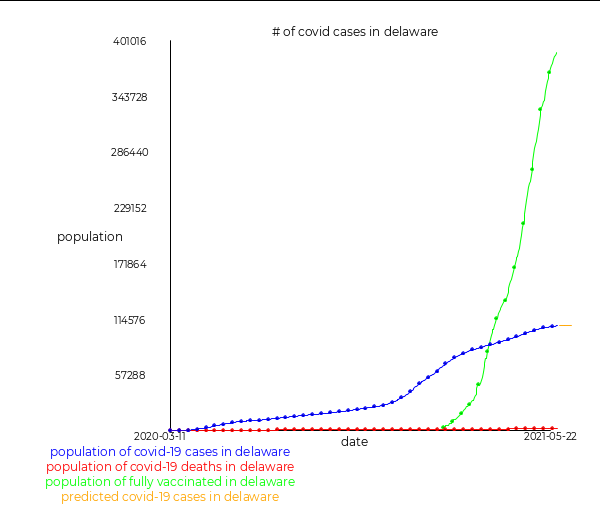 # of covid cases in delaware
401016
343728
286440
229152
population
171864
114576
57288
2020-03-11
date
2021-05-22
population of covid-19 cases in delaware
population of covid-19 deaths in delaware
population of fully vaccinated in delaware
predicted covid-19 cases in delaware